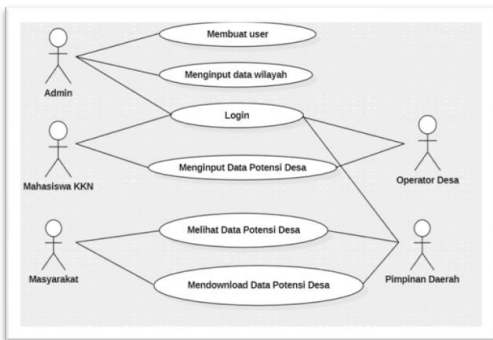 Membuat user
Menginput data wilayah
Admin
Login
Menginput Data Potensi Desa
Mahasiswa KKN
Operator Desa
Melihat Data Potensi Desa
Masyarakat
Mendownload Data Potensi Desa
Pimpinan Daerah